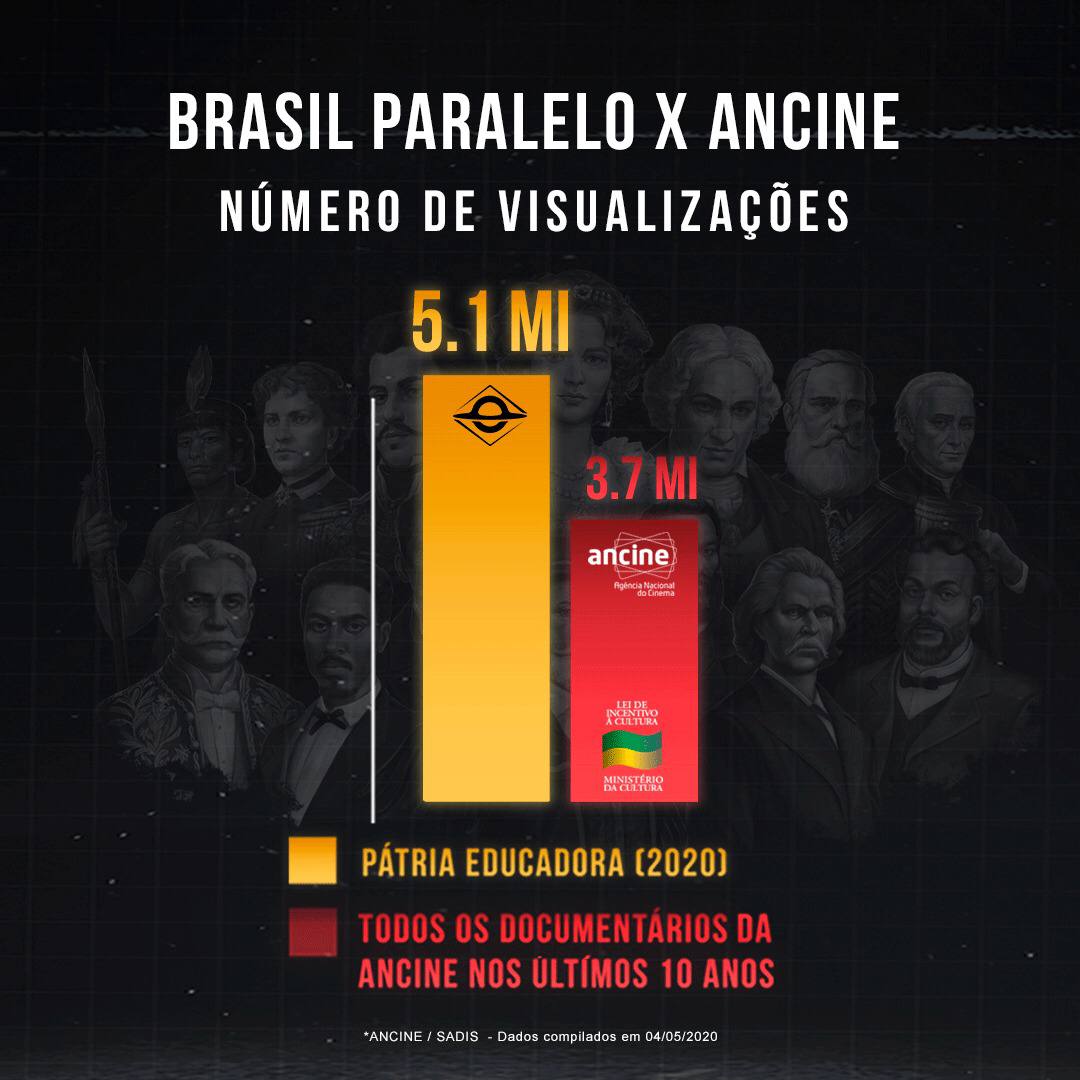 BRASIL PARALELO X ANCINE
NÚMERO DE VISUALIZAÇÕES
5.1 MI
3.7 MI
ancine
Agência Nacional
do Cinema
LEI DE
INCENTIVO
À CULTURA
MINISTÉRIO
DA CULTURA
PÁTRIA EDUCADORA (2020)
TODOS OS DOCUMENTÁRIOS DA
ANCINE NOS ÚLTÍMOS 10 ANOS
*ANCINE / SADIS - Dados compilados em 04/05/2020